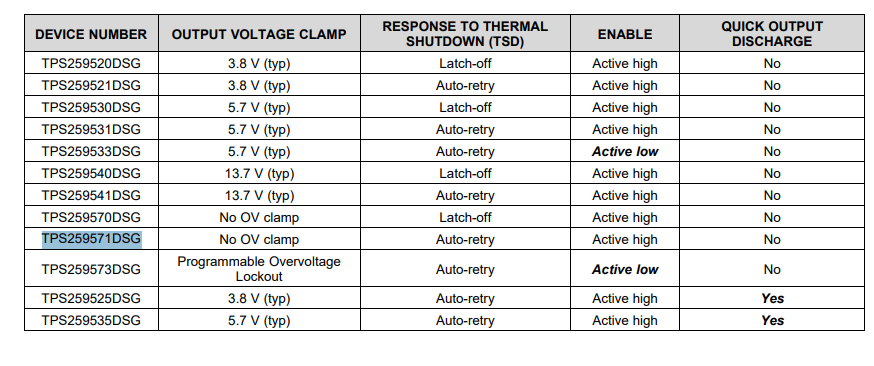 DEVICE NUMBER OUTPUT VOLTAGE CLAMP RESPONSE TO THERMAL SHUTDOWN (TSD) ENABLE QUICK OUTPUT DISCHARGE
TPS259520DSG 3.8 V (typ) Latch-off Active high No
TPS259521DSG 3.8 V (typ) Auto-retry Active high No
TPS259530DSG 5.7 V (typ) Latch-off Active high No
TPS259531DSG 5.7 V (typ) Auto-retry Active high No
TPS259533DSG 5.7 V (typ) Auto-retry Active low No
TPS259540DSG 13.7 V (typ) Latch-off Active high No
TPS259541DSG 13.7 V (typ) Auto-retry Active high No
TPS259570DSG No OV clamp Latch-off Active high No
TPS259571DSG No OV clamp Auto-retry Active high No
TPS259573DSG Programmable Overvoltage Lockout Auto-retry Active low No
TPS259525DSG 3.8 V (typ) Auto-retry Active high Yes
TPS259535DSG 5.7 V (typ) Auto-retry Active high Yes